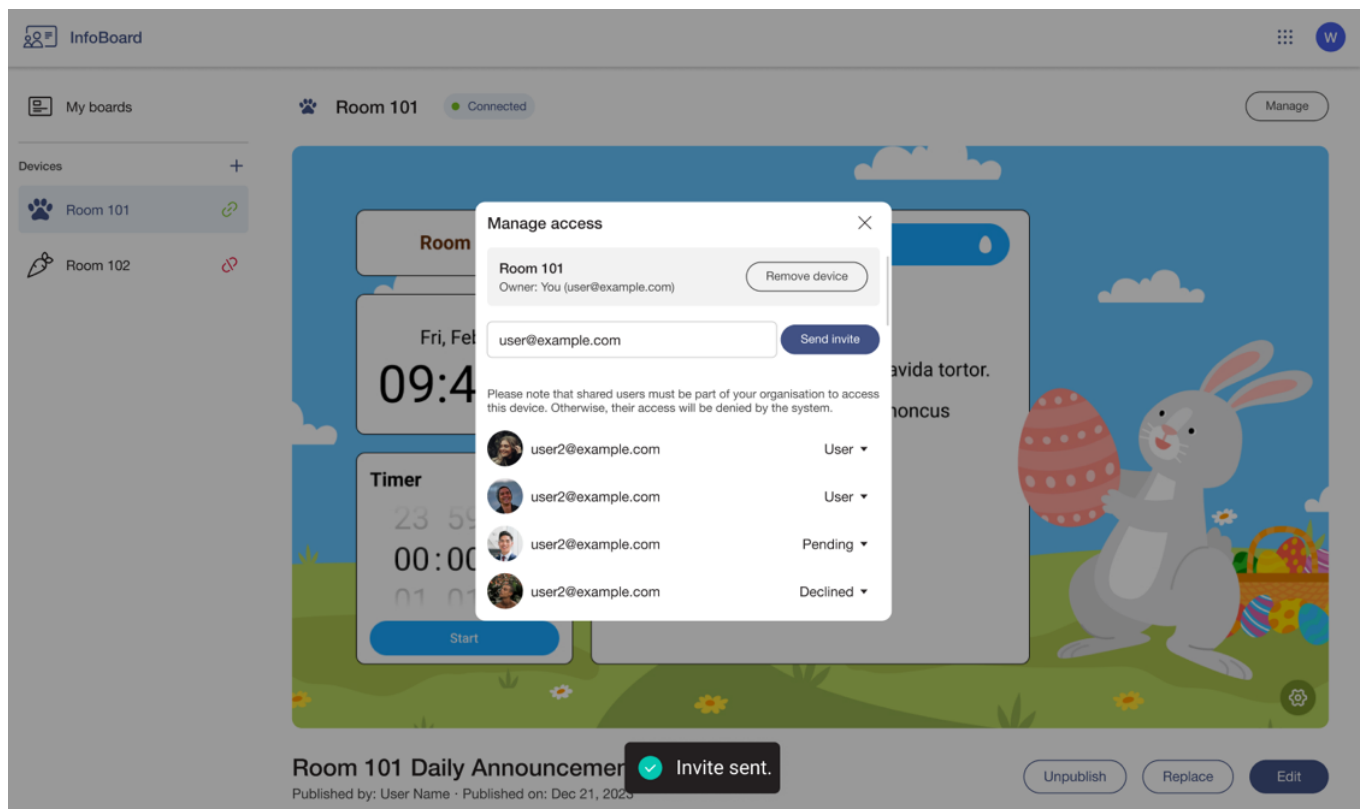 InfoBoard
W
My boards
Room 101
Connected
Manage
Devices
+
Room 101
Room 102
Room
Fri, Feb
09:4
Timer
23 59
00:00
01 01
Start
avida tortor.
honcus
Manage access
Room 101
Owner: You (user@example.com)
Remove device
user@example.com
Send invite
Please note that shared users must be part of your organisation to access
this device. Otherwise, their access will be denied by the system.
user2@example.com User
user2@example.com User
user2@example.com Pending
user2@example.com Declined
Room 101 Daily Announcemen
Published by: User Name · Published on: Dec 21, 2023
Invite sent.
Unpublish
Replace
Edit